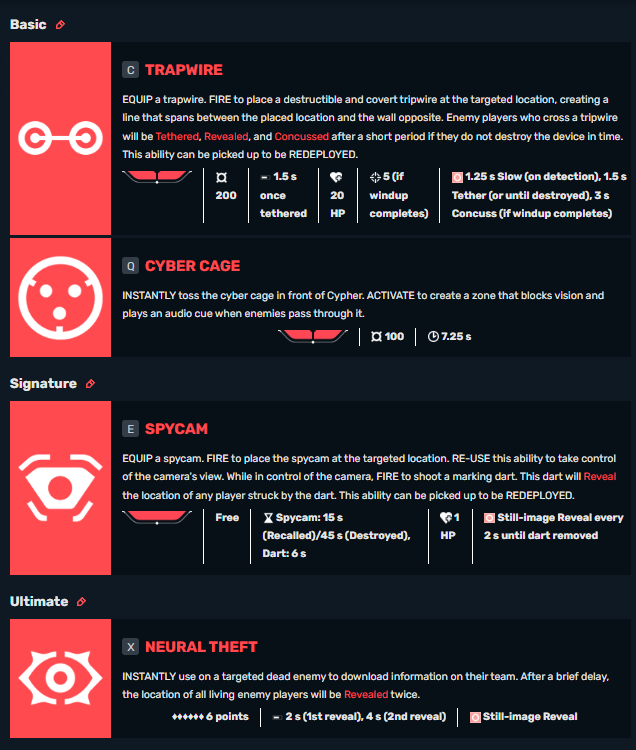 Basic
C TRAPWIRE
EQUIP a trapwire. FIRE to place a destructible and covert tripwire at the targeted location, creating a
line that spans between the placed location and the wall opposite. Enemy players who cross a tripwire
will be Tethered, Revealed, and Concussed after a short period if they do not destroy the device in time.
This ability can be picked up to be REDEPLOYED.
200
1.5 s
once
tethered
20
HP
5 (if
windup
completes)
1.25 s Slow (on detection), 1.5 s
Tether (or until destroyed), 3 s
Concuss (if windup completes)
Q CYBER CAGE
INSTANTLY toss the cyber cage in front of Cypher. ACTIVATE to create a zone that blocks vision and
plays an audio cue when enemies pass through it.
100
7.25 s
Signature
E SPYCAM
EQUIP a spycam. FIRE to place the spycam at the targeted location. RE-USE this ability to take control
of the camera's view. While in control of the camera, FIRE to shoot a marking dart. This dart will Reveal
the location of any player struck by the dart. This ability can be picked up to be REDEPLOYED.
Free
Spycam: 15 s
(Recalled)/45 s (Destroyed),
Dart: 6 s
1
HP
Still-image Reveal every
2 s until dart removed
Ultimate
X NEURAL THEFT
INSTANTLY use on a targeted dead enemy to download information on their team. After a brief delay,
the location of all living enemy players will be Revealed twice.
6 points
2 s (1st reveal), 4 s (2nd reveal)
Still-image Reveal